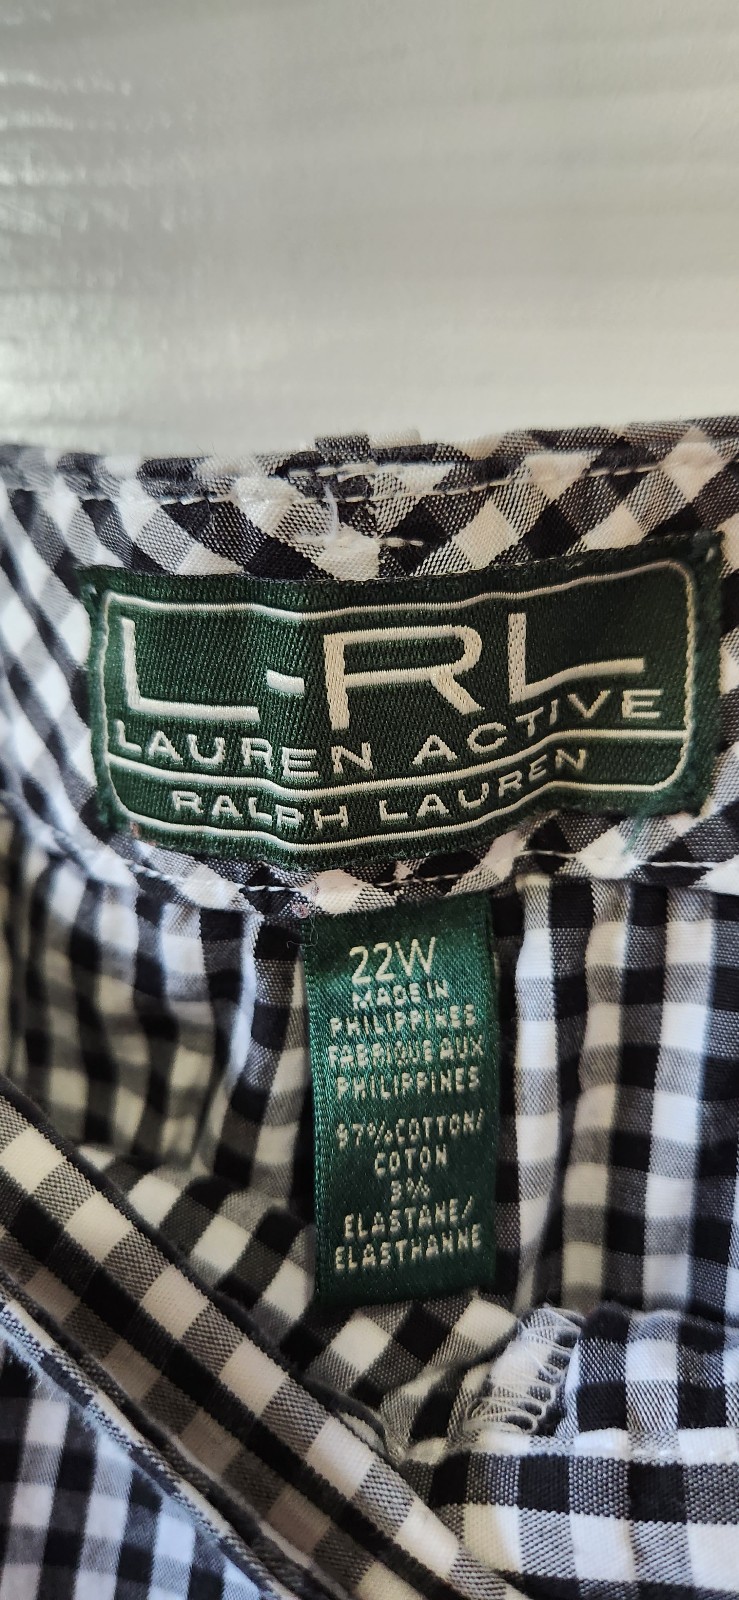 L-RL
LAUREN ACTIVE
RALPH LAUREN
22W
MADE IN
PHILIPPINES
FABRIQUE AUX
PHILIPPINES
97% COTTON/
COTON
3%
ELASTANE/
ELASTHANNE